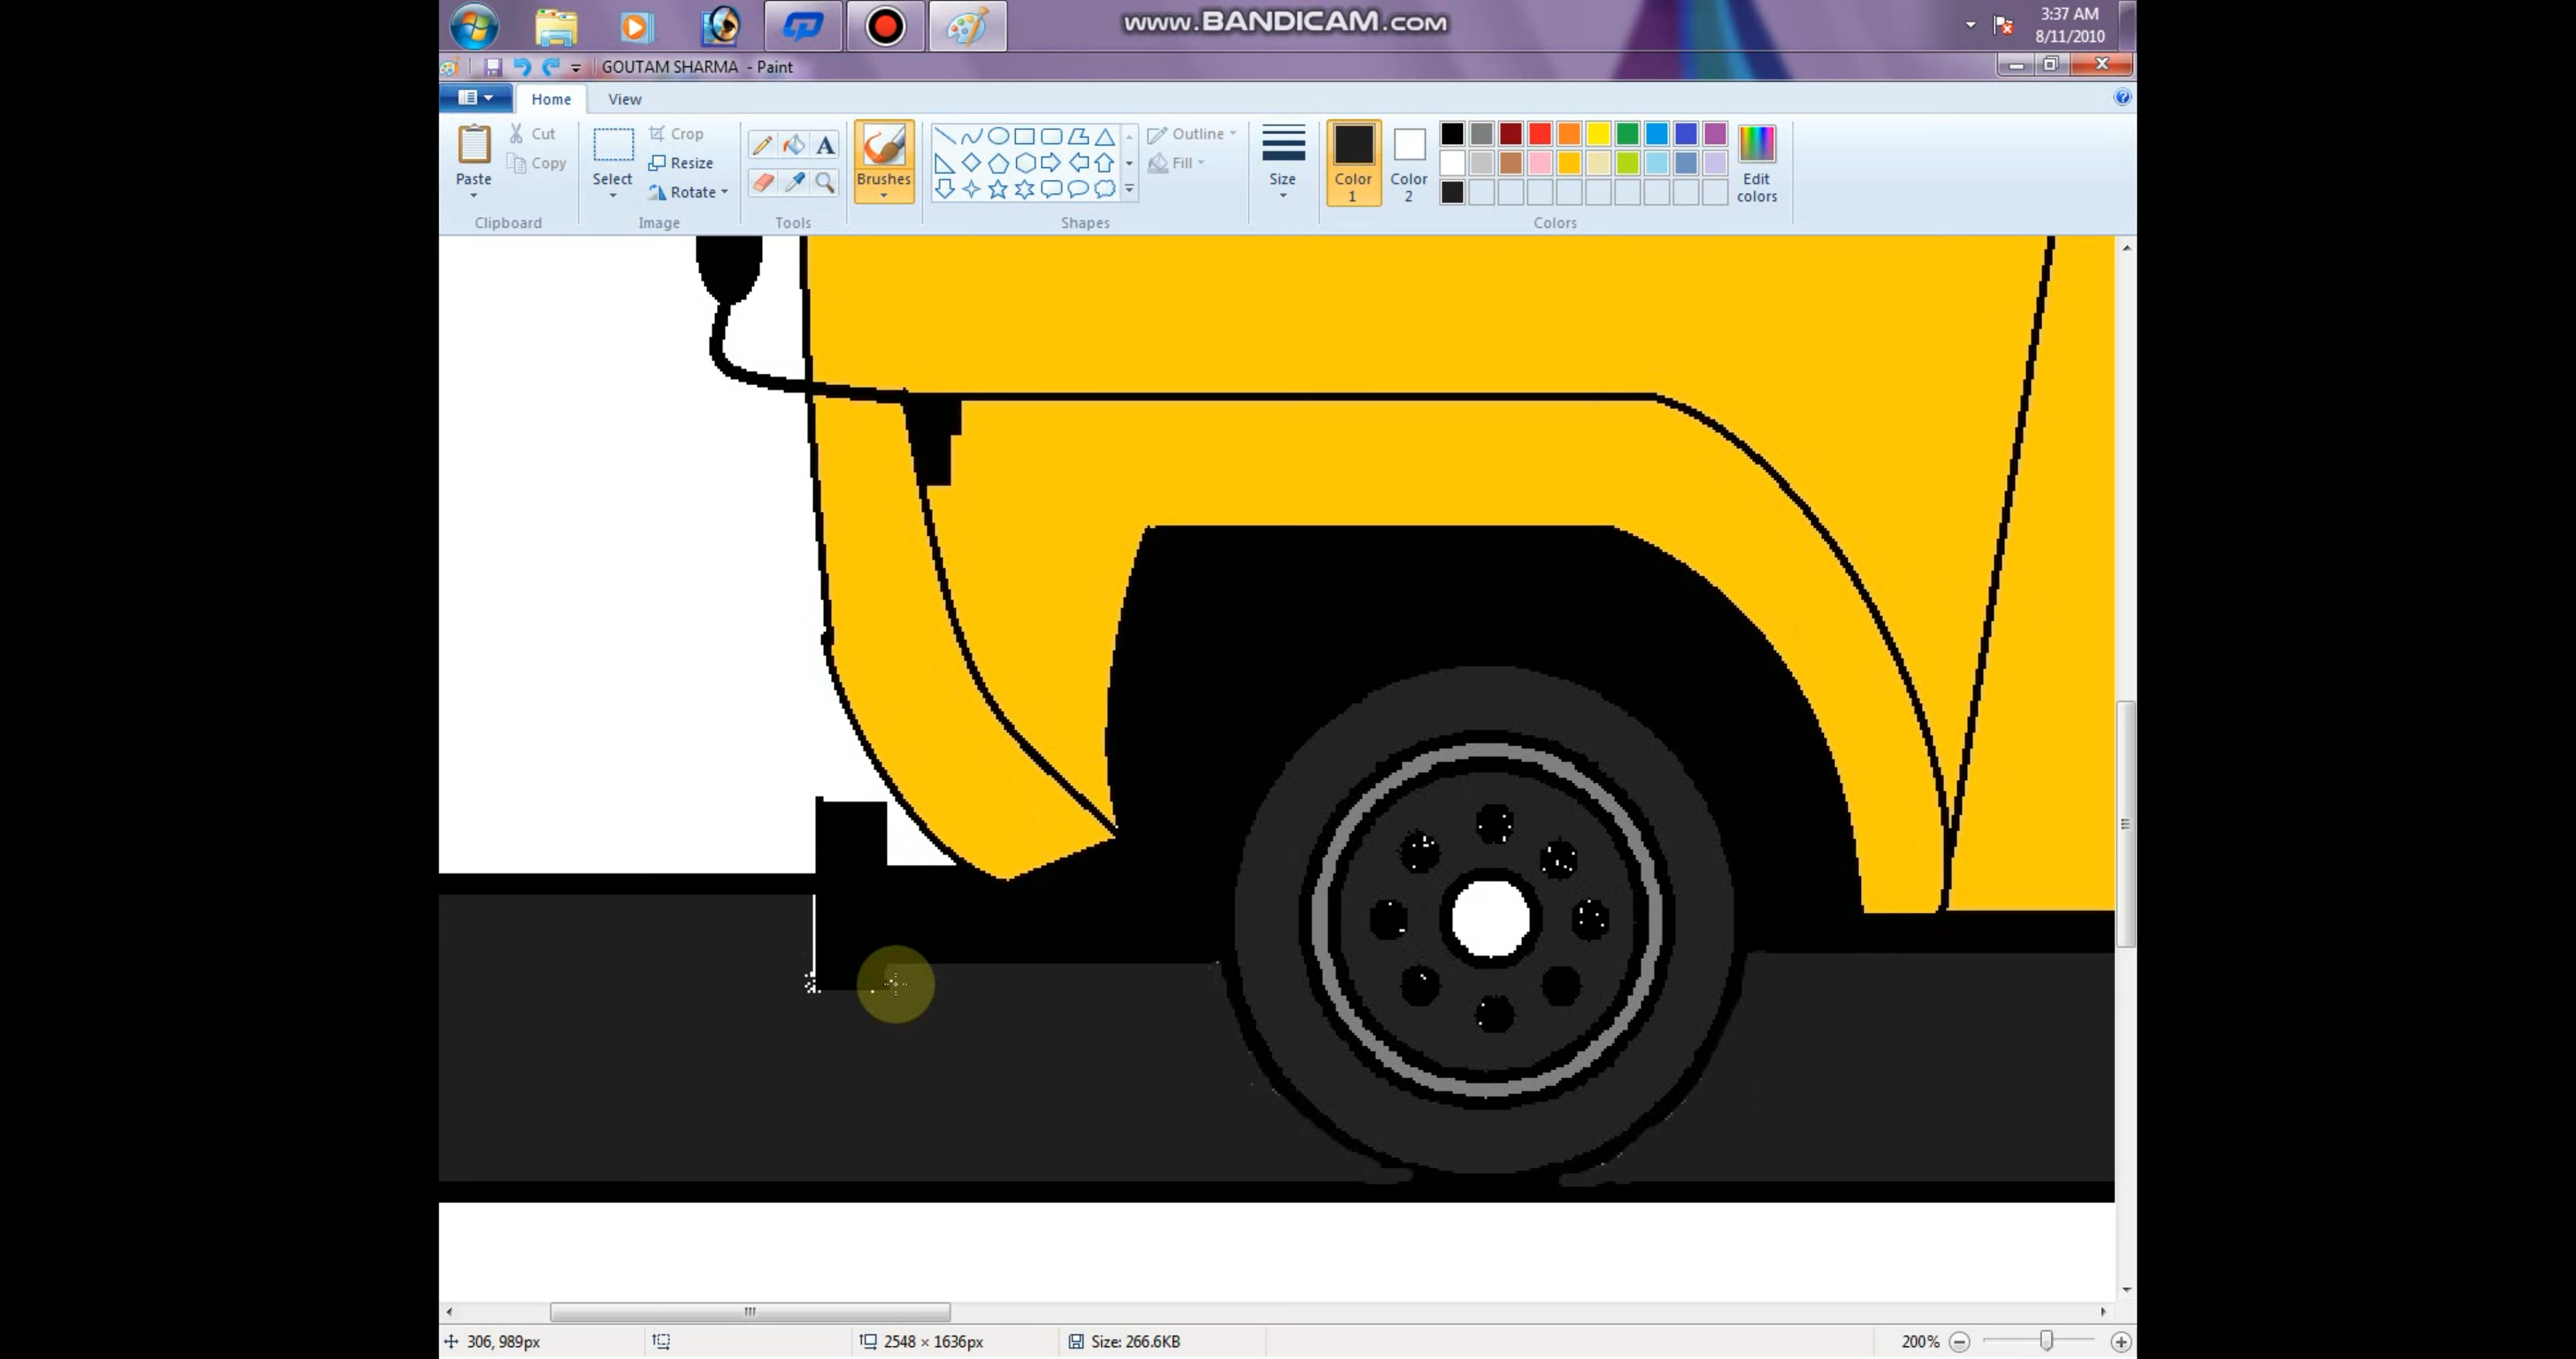 www.BANDICAM.com
3:37 AM
8/11/2010
GOUTAM SHARMA - Paint
Home View
Cut
Crop
Outline
Copy
Resize
Fill
Paste
Select
Rotate
Brushes
Size
Color 1
Color 2
Edit colors
Clipboard
Image
Tools
Shapes
Colors
306, 989px
2548 × 1636px
Size: 266.6KB
200%